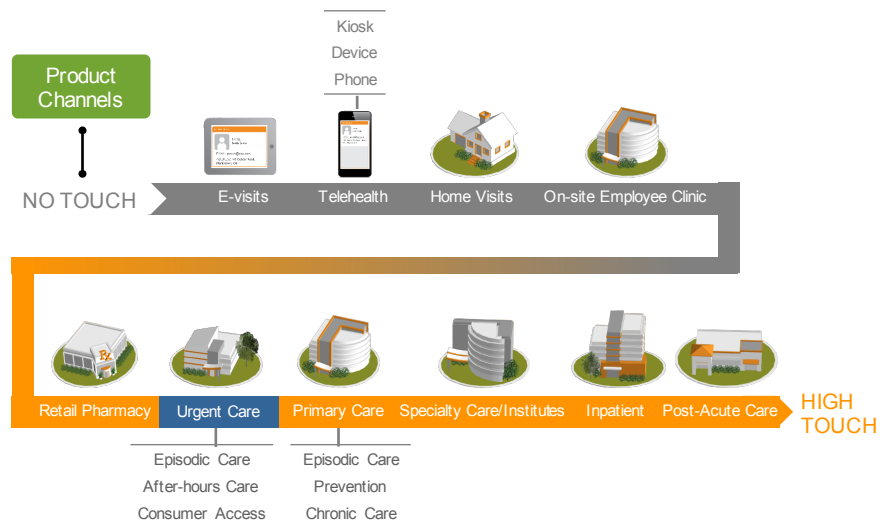 Kiosk
Device
Phone
Product
Channels
NO TOUCH
E-visits
Telehealth
Home Visits
On-site Employee Clinic
Rx
Retail Pharmacy
Urgent Care
Primary Care
Specialty Care/Institutes
Inpatient
Post-Acute Care
HIGH
TOUCH
Episodic Care
After-hours Care
Consumer Access
Episodic Care
Prevention
Chronic Care